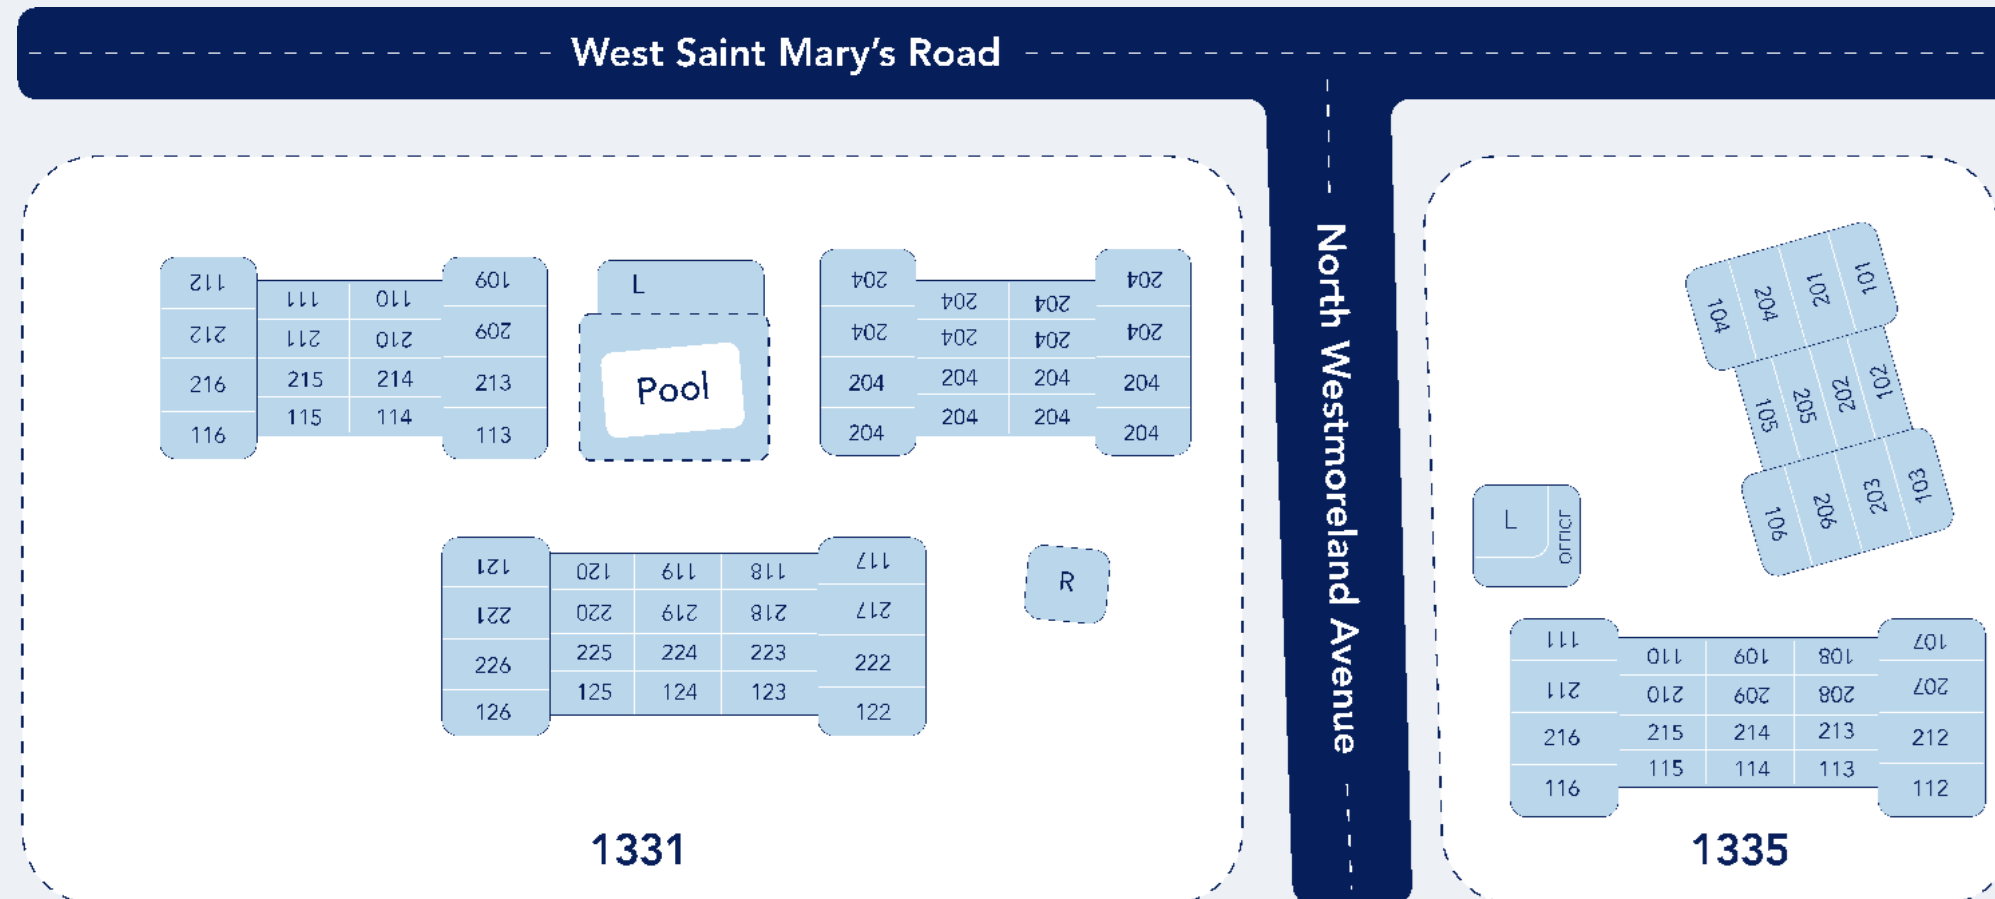 West Saint Mary's Road
North Westmoreland Avenue
112 111 110 109
212 211 210 209
216 215 214 213
116 115 114 113
L
Pool
204 204 204 204
204 204 204 204
204 204 204 204
204 204 204 204
121 120 119 118 117
221 220 219 218 217
226 225 224 223 222
126 125 124 123 122
R
1331
104 204 201 101
105 205 202 102
106 206 203 103
L
111 110 109 108 107
211 210 209 208 207
216 215 214 213 212
116 115 114 113 112
1335